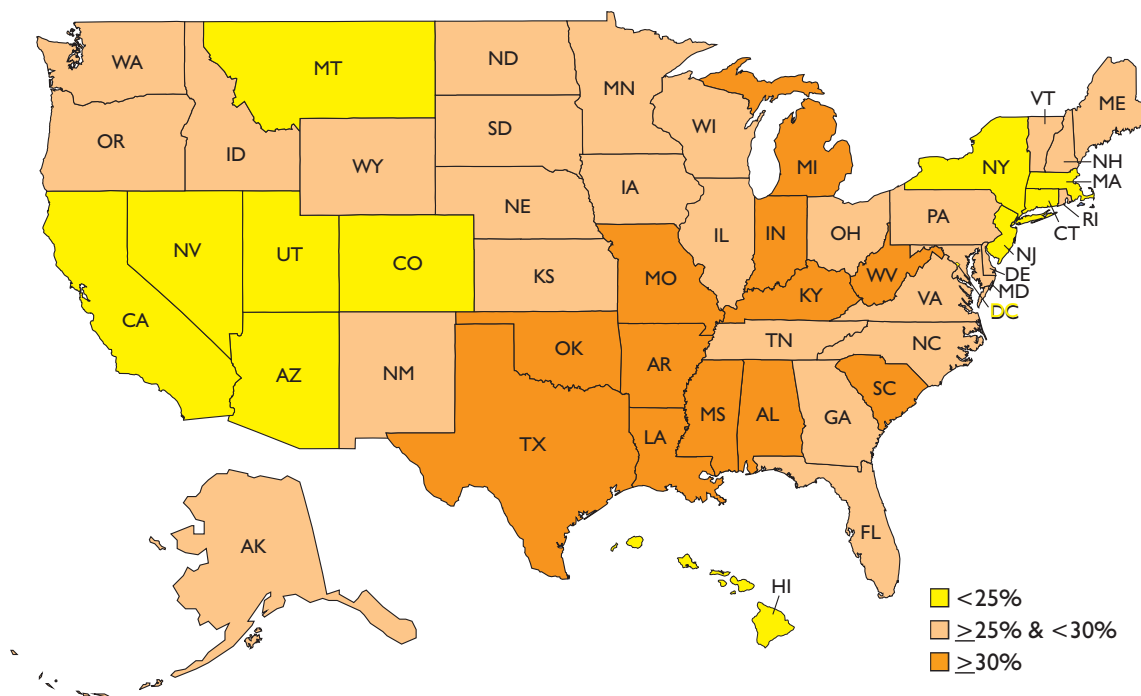 WA
MT
ND
MN
VT
ME
OR
ID
SD
WI
WY
MI
NY
NH
MA
IA
NE
PA
RI
CT
NV
UT
CO
IL
IN
OH
NJ
KS
MO
WV
DE
MD
CA
KY
VA
DC
TN
NC
AZ
NM
OK
AR
SC
MS
AL
GA
TX
LA
FL
AK
HI
<25%
≥25% & <30%
≥30%